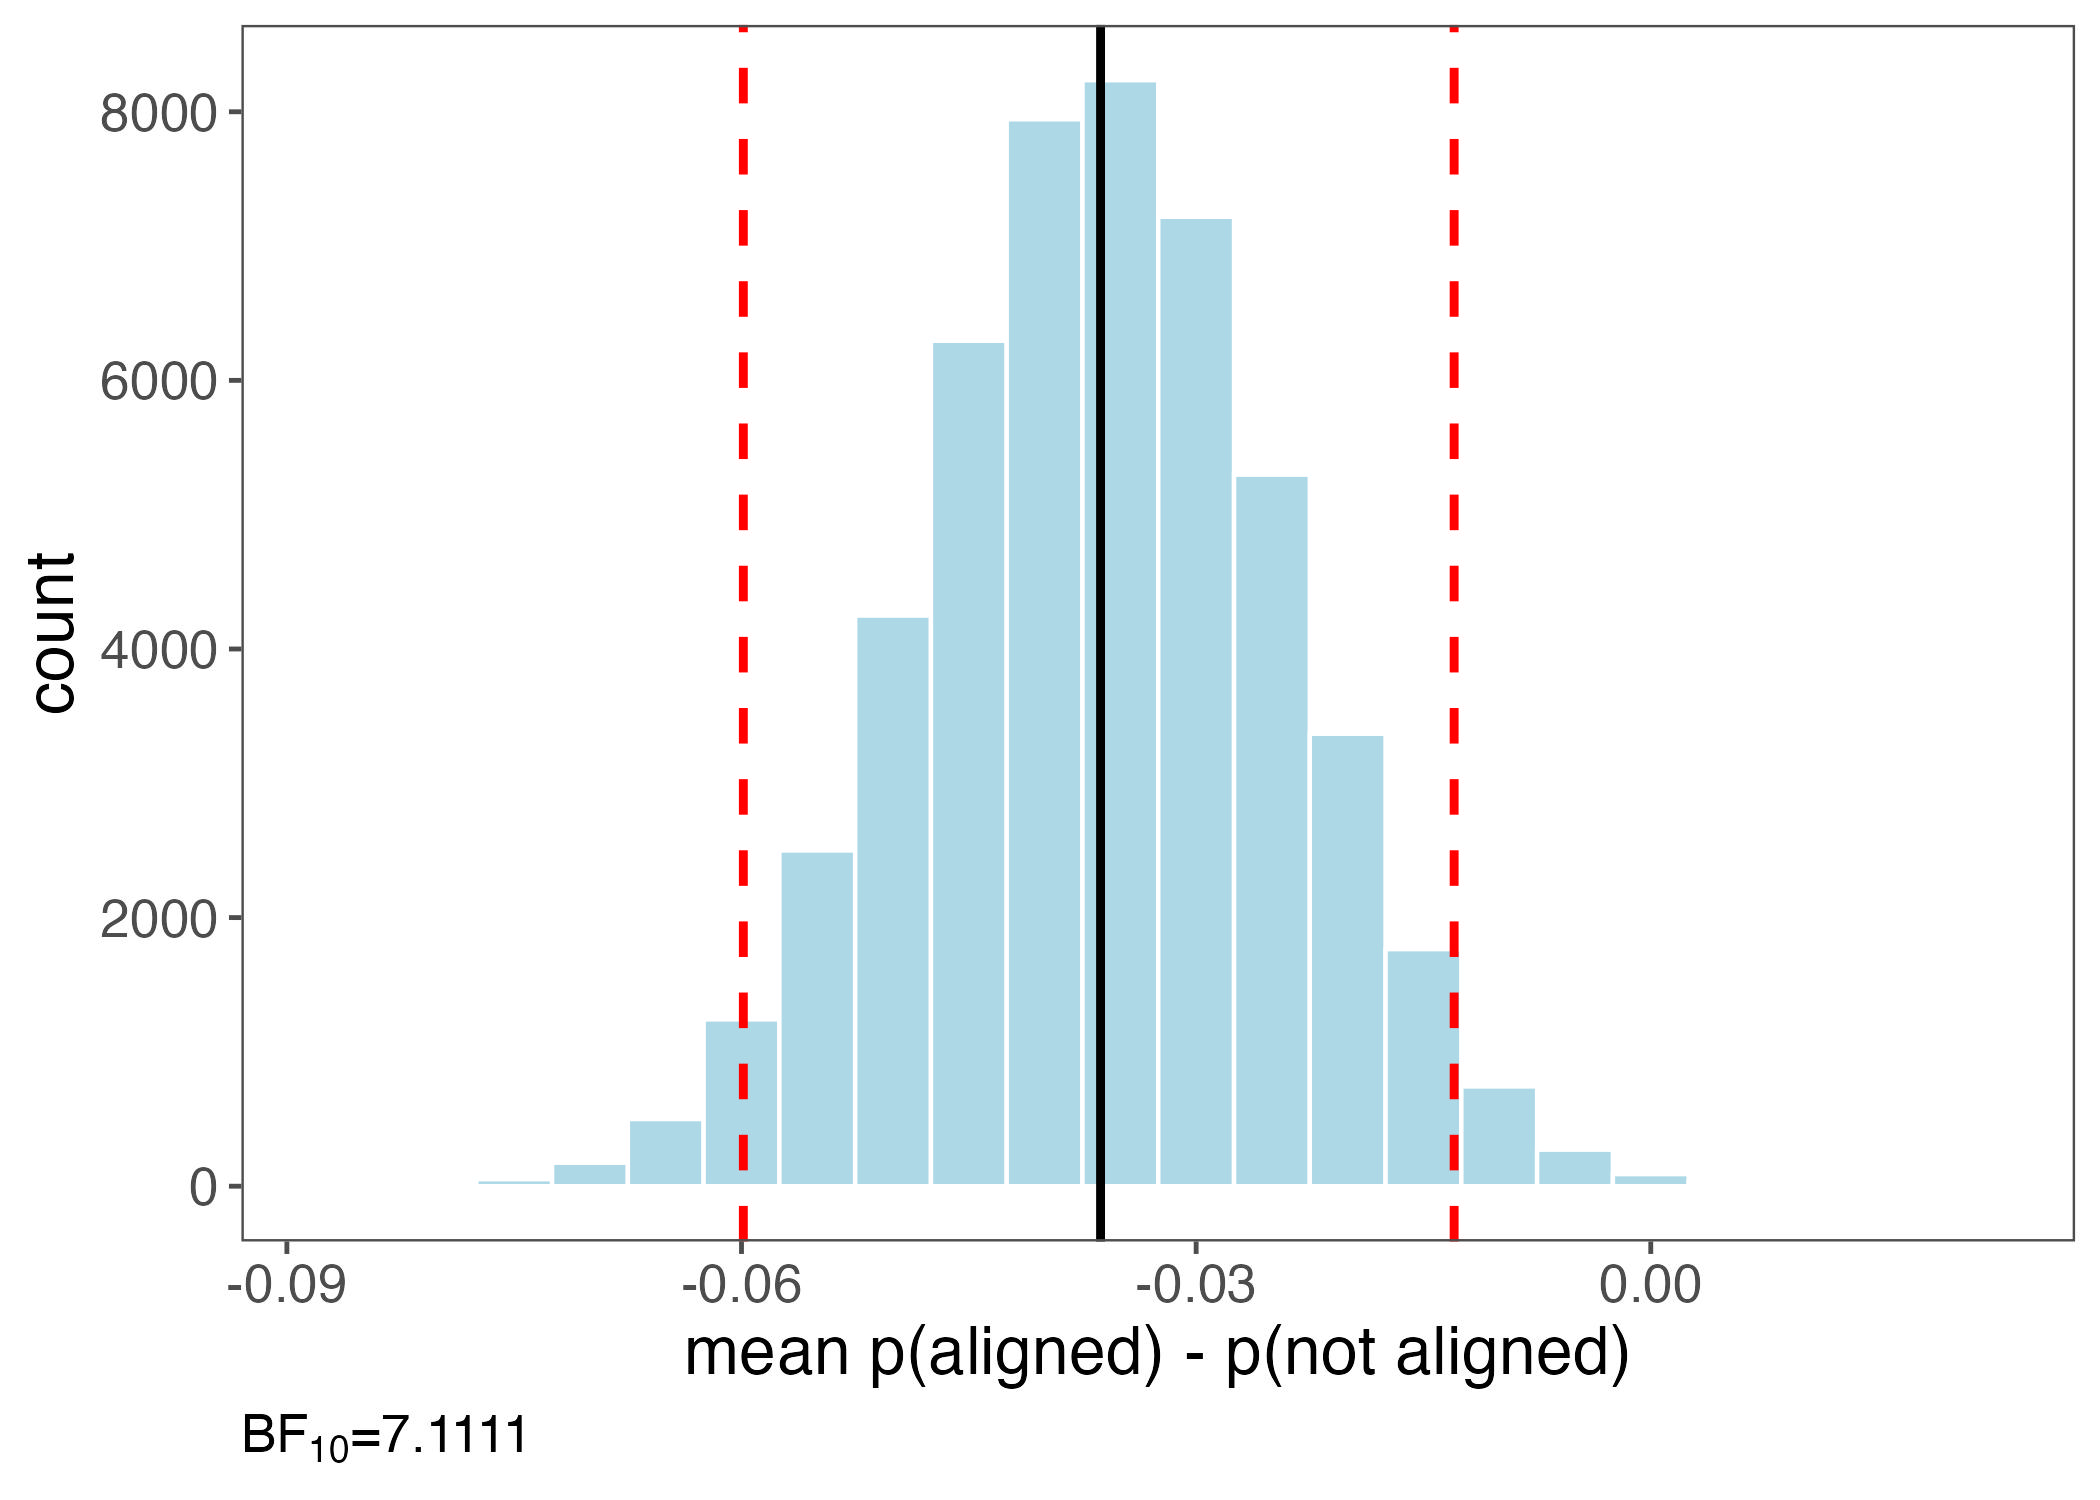 8000
6000
4000
2000
0
count
-0.09 -0.06 -0.03 0.00
mean p(aligned) - p(not aligned)
BF₁₀=7.1111